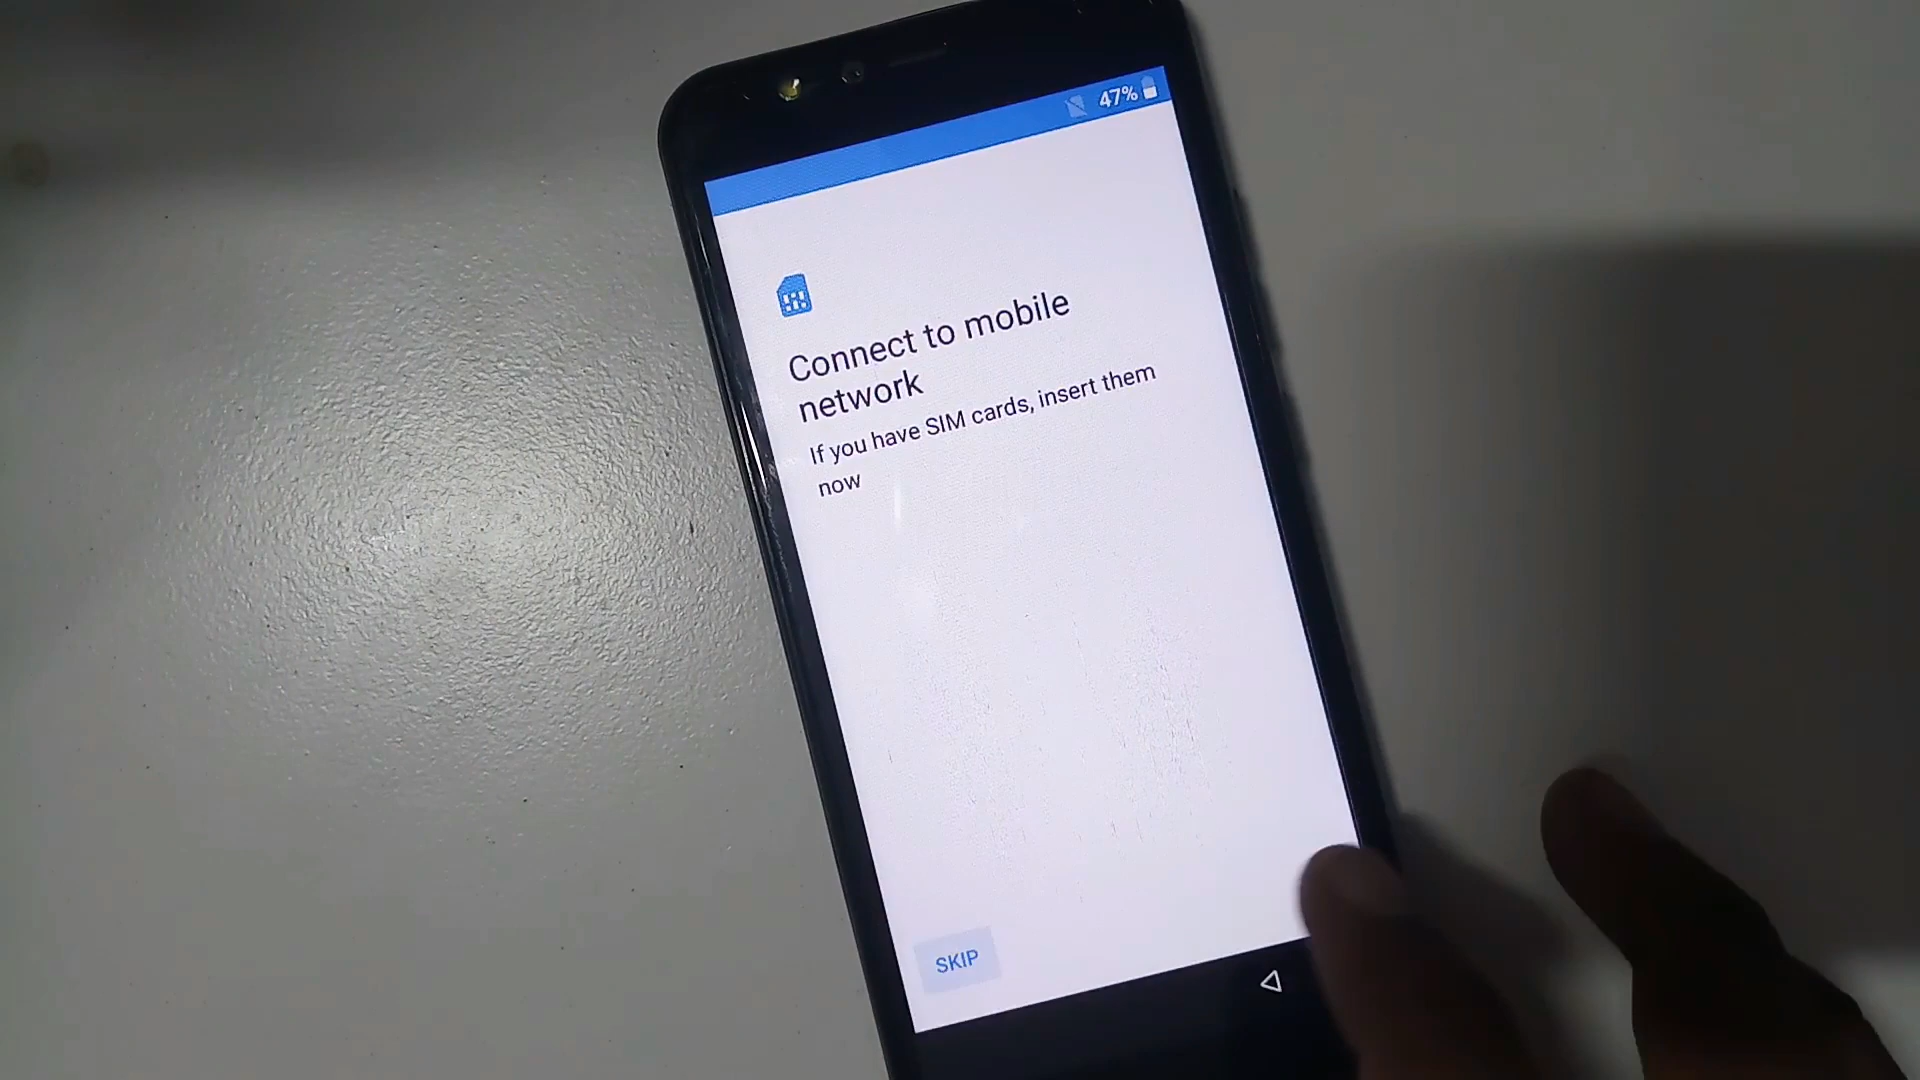 47%
Connect to mobile
network
If you have SIM cards, insert them
now
SKIP